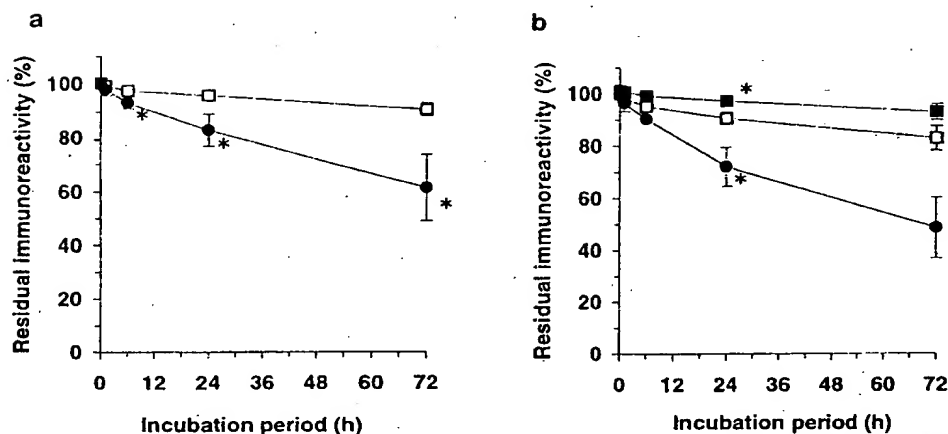 a
Residual immunoreactivity (%)
100
80
60
40
20
0
*
*
*
0 12 24 36 48 60 72
Incubation period (h)
b
Residual immunoreactivity (%)
100
80
60
40
20
0
*
*
0 12 24 36 48 60 72
Incubation period (h)